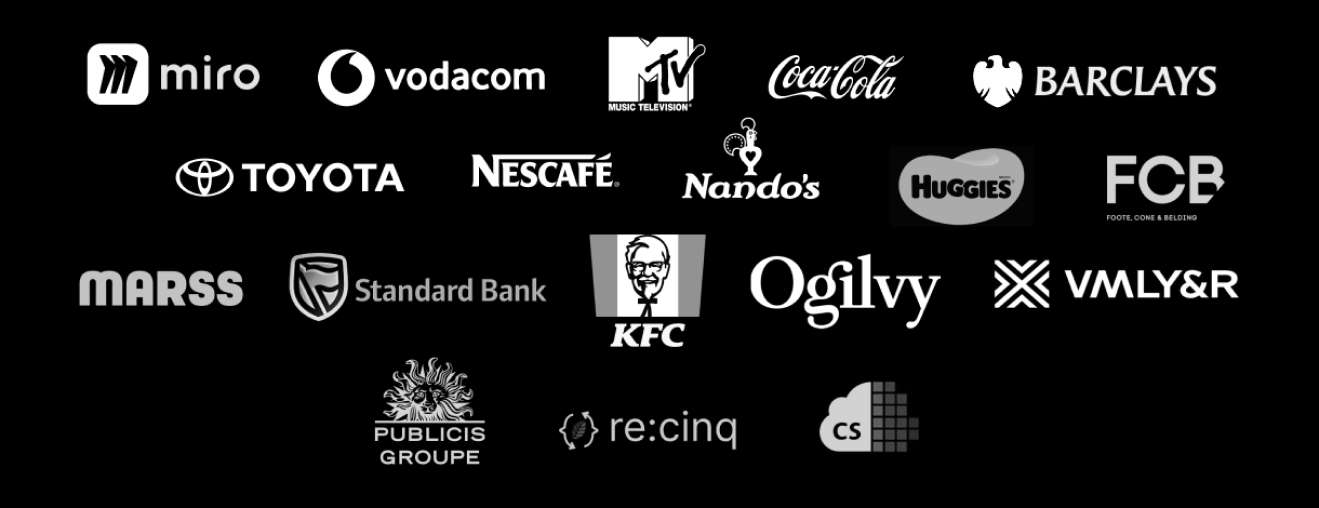 miro
vodacom
MUSIC TELEVISION®
Coca-Cola
BARCLAYS
TOYOTA
NESCAFÉ®
Nando's
HUGGIES
FCB
FOOTE, CONE & BELDING
MARSS
Standard Bank
KFC
Ogilvy
VMLY&R
PUBLICIS
GROUPE
re:cinq
CS